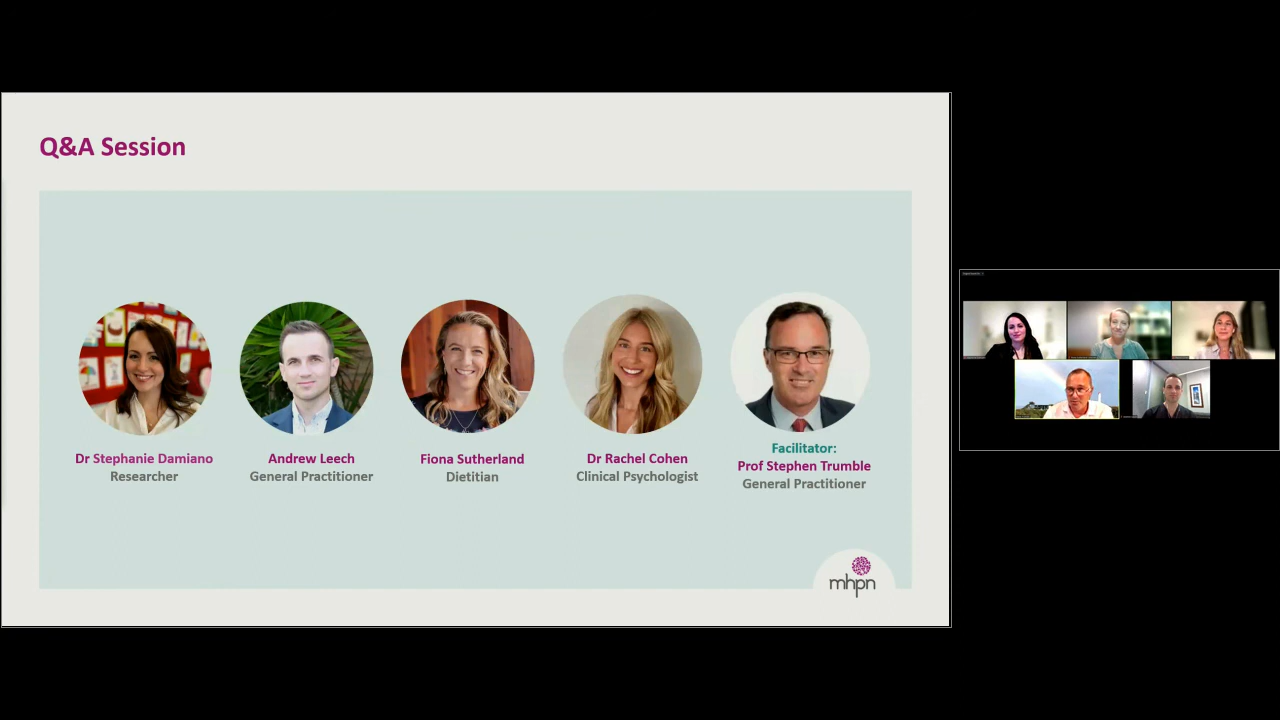 Q&A Session
Dr Stephanie Damiano
Researcher
Andrew Leech
General Practitioner
Fiona Sutherland
Dietitian
Dr Rachel Cohen
Clinical Psychologist
Facilitator:
Prof Stephen Trumble
General Practitioner
mhpn